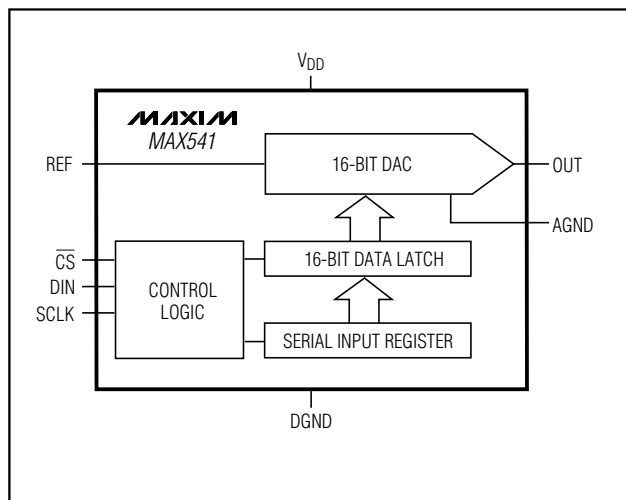 VDD
MAXIM
MAX541
REF
16-BIT DAC
OUT
AGND
CS
16-BIT DATA LATCH
DIN
CONTROL
LOGIC
SCLK
SERIAL INPUT REGISTER
DGND